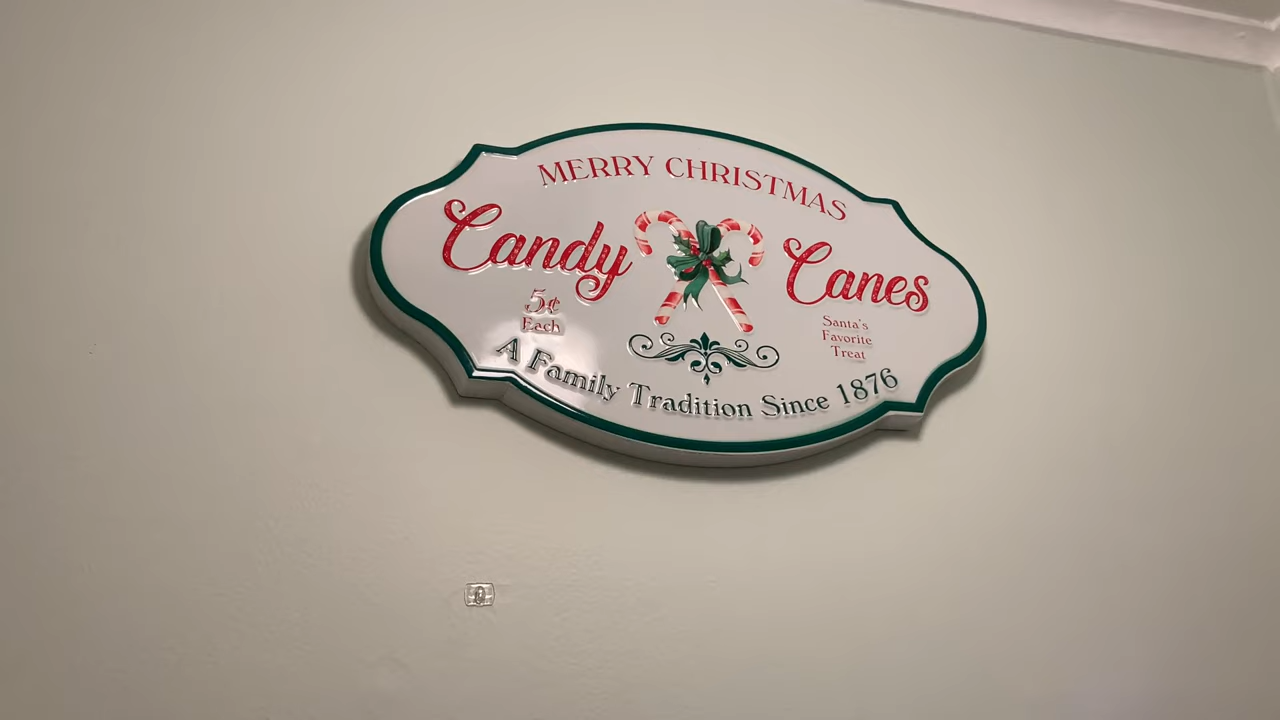 MERRY CHRISTMAS
Candy Canes
5¢
Each
Santa's
Favorite
Treat
A Family Tradition Since 1876